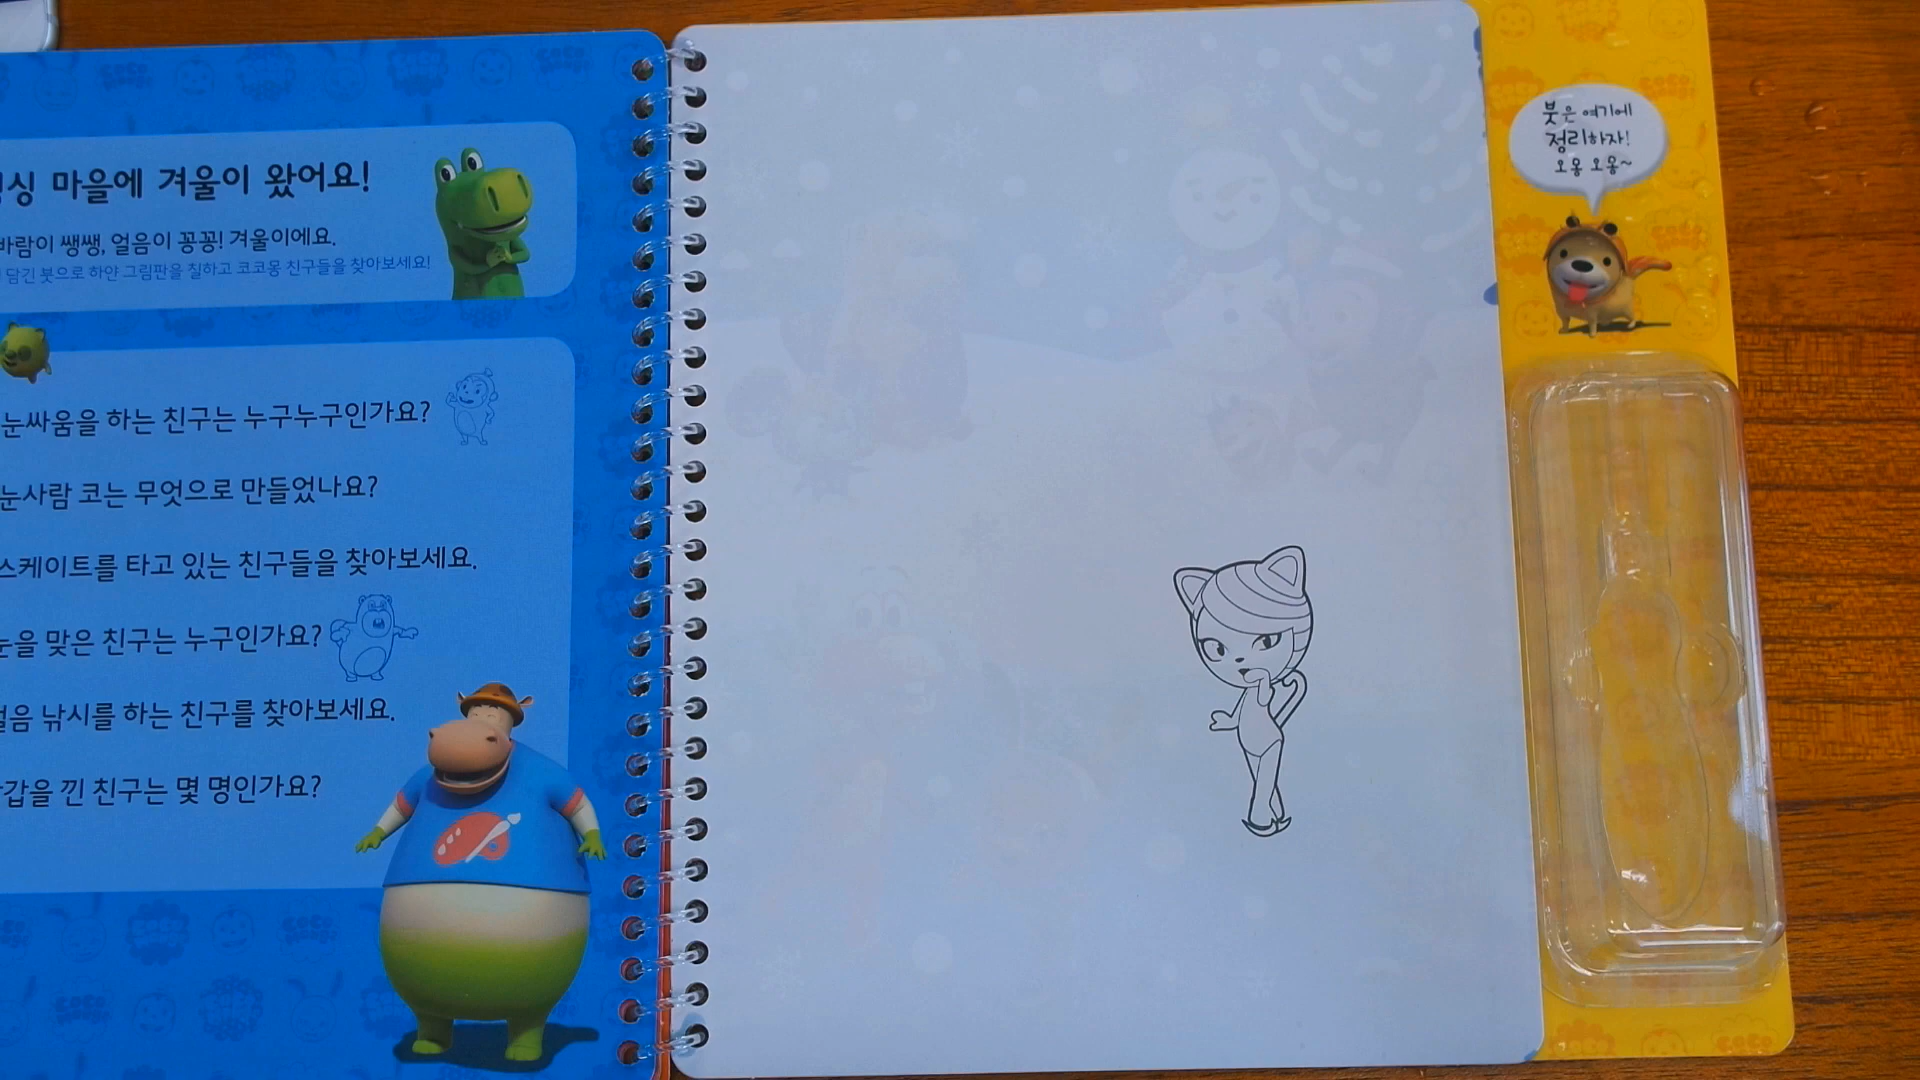 마을에 겨울이 왔어요!
바람이 쌩쌩, 얼음이 꽁꽁! 겨울이에요.
담긴 붓으로 하얀 그림판을 칠하고 코코몽 친구들을 찾아보세요!
눈싸움을 하는 친구는 누구누구인가요?
눈사람 코는 무엇으로 만들었나요?
스케이트를 타고 있는 친구들을 찾아보세요.
눈을 맞은 친구는 누구인가요?
얼음 낚시를 하는 친구를 찾아보세요.
낀 친구는 몇 명인가요?
붓은 여기에
정리하자!
오옹 오옹~